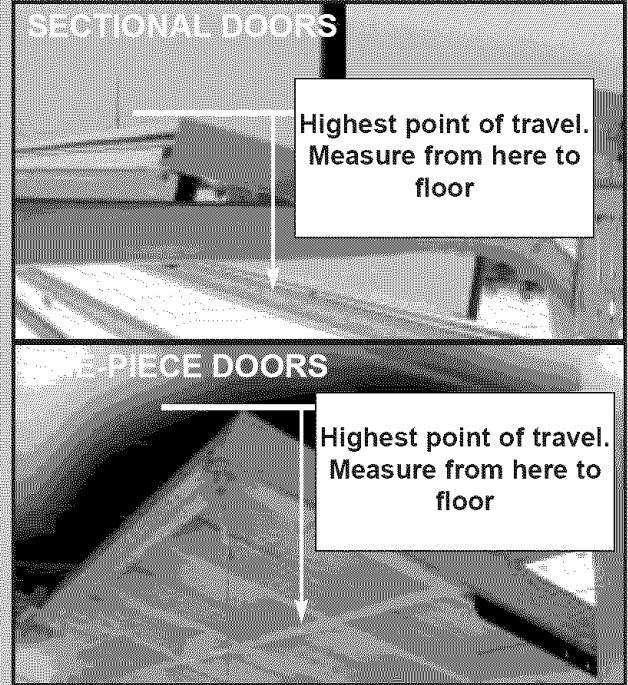 SECTIONAL DOORS
Highest point of travel.
Measure from here to
floor
E-PIECE DOORS
Highest point of travel.
Measure from here to
floor